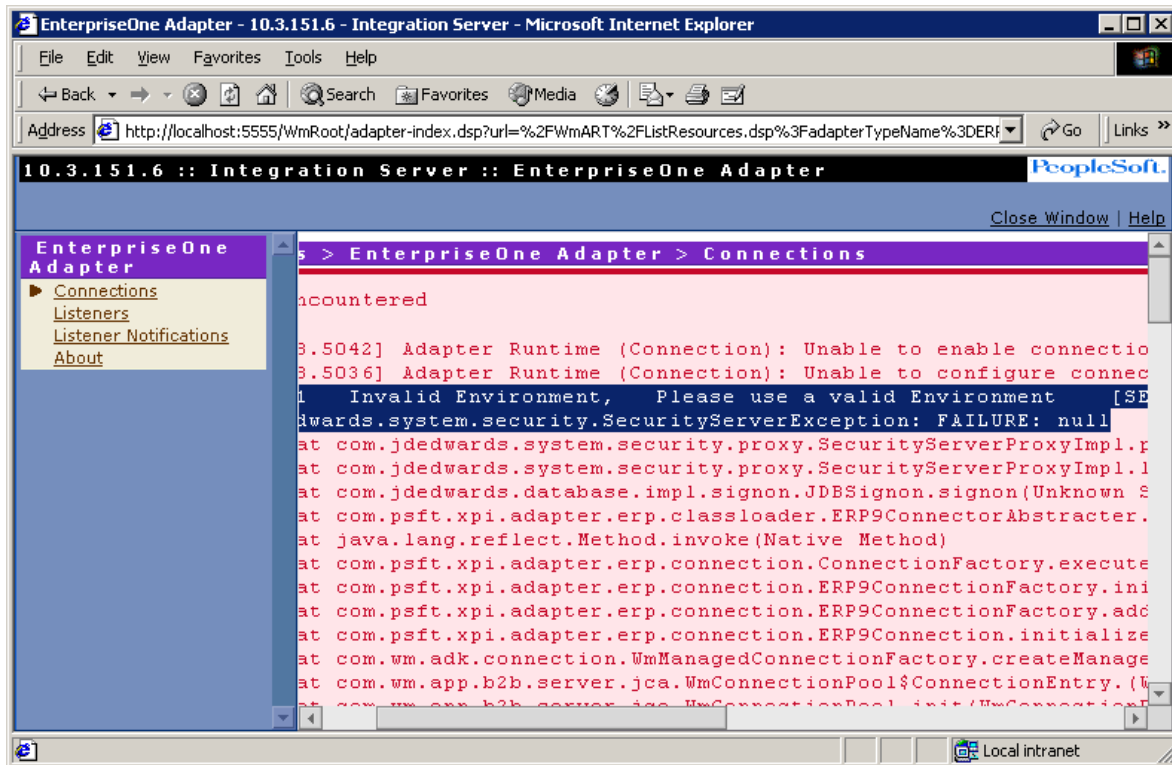 EnterpriseOne Adapter - 10.3.151.6 - Integration Server - Microsoft Internet Explorer
File Edit View Favorites Tools Help
Back Search Favorites Media
Address http://localhost:5555/WmRoot/adapter-index.dsp?url=%2FWmART%2FListResources.dsp%3FadapterTypeName%3DERF Go Links »
10.3.151.6 :: Integration Server :: EnterpriseOne Adapter PeopleSoft.
Close Window | Help
EnterpriseOne
Adapter
Connections
Listeners
Listener Notifications
About
s > EnterpriseOne Adapter > Connections
ncountered
3.5042] Adapter Runtime (Connection): Unable to enable connectio
3.5036] Adapter Runtime (Connection): Unable to configure connec
1 Invalid Environment, Please use a valid Environment [SE
dwards.system.security.SecurityServerException: FAILURE: null
at com.jdedwards.system.security.proxy.SecurityServerProxyImpl.p
at com.jdedwards.system.security.proxy.SecurityServerProxyImpl.l
at com.jdedwards.database.impl.signon.JDBSignon.signon(Unknown S
at com.psft.xpi.adapter.erp.classloader.ERP9ConnectorAbstracter.
at java.lang.reflect.Method.invoke(Native Method)
at com.psft.xpi.adapter.erp.connection.ConnectionFactory.execute
at com.psft.xpi.adapter.erp.connection.ERP9ConnectionFactory.ini
at com.psft.xpi.adapter.erp.connection.ERP9ConnectionFactory.add
at com.psft.xpi.adapter.erp.connection.ERP9Connection.initialize
at com.wm.adk.connection.WmManagedConnectionFactory.createManage
at com.wm.app.b2b.server.jca.WmConnectionPool$ConnectionEntry.(W
Local intranet